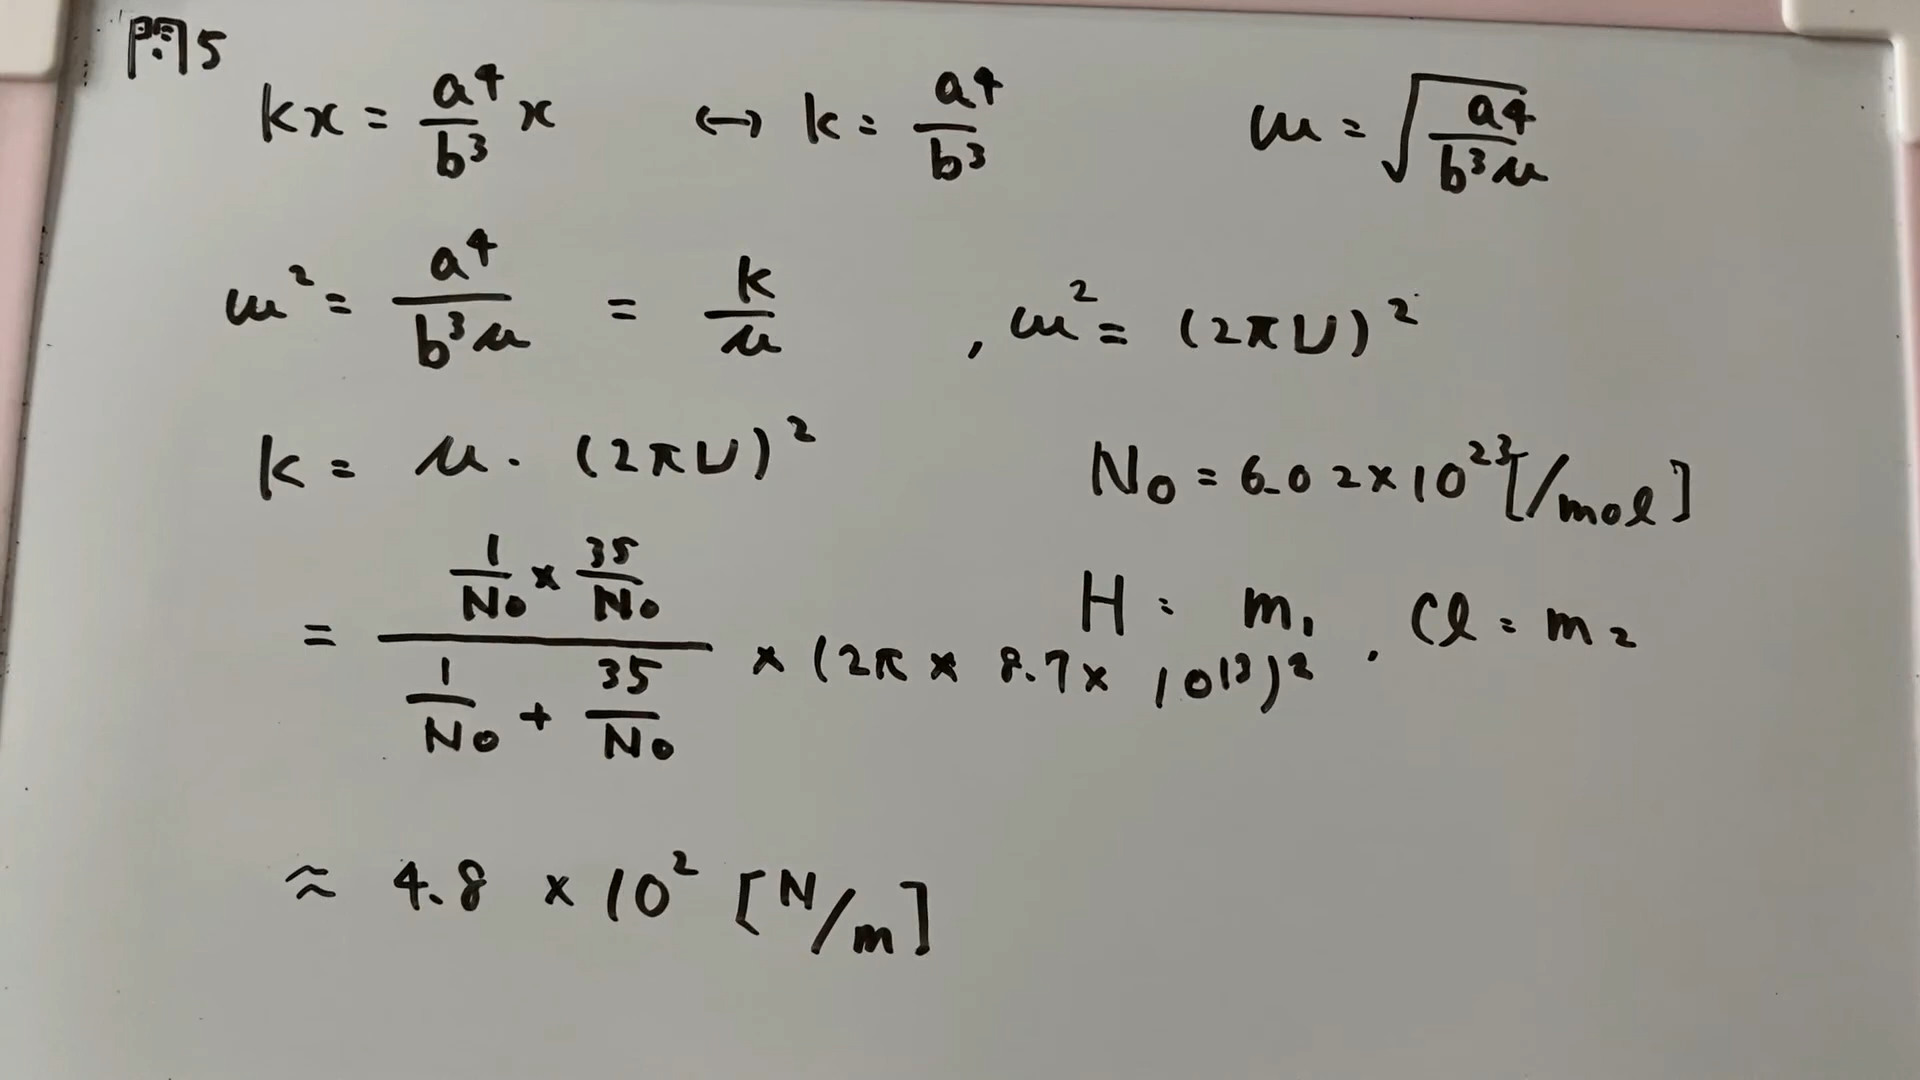 問5
kx = a⁴/b³ x ↔ k = a⁴/b³ ω = √(a⁴/b³μ)
ω² = a⁴/b³μ = k/μ , ω² = (2πν)²
k = μ · (2πν)² N₀ = 6.02×10²³[/mol]
H : m₁ , Cl : m₂
= (1/N₀ × 35/N₀)/(1/N₀ + 35/N₀) × (2π × 8.7 × 10¹³)²
≈ 4.8 × 10² [N/m]